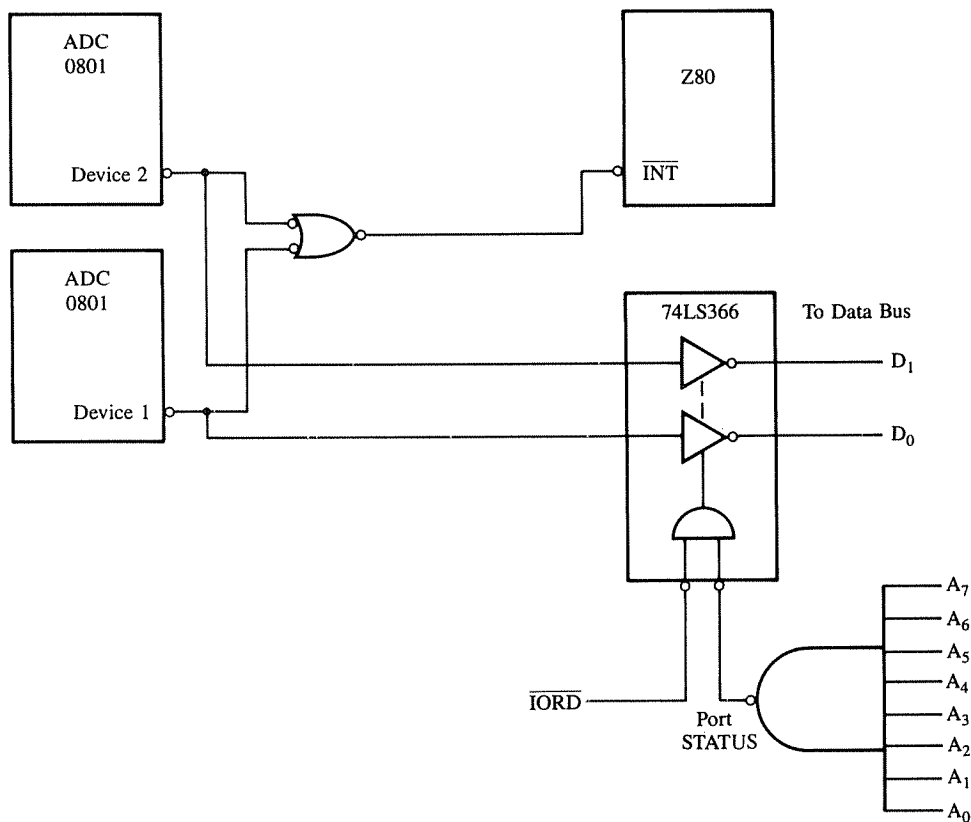 ADC
0801
Device 2
Z80
INT
ADC
0801
Device 1
74LS366
To Data Bus
D₁
D₀
IORD
Port
STATUS
A₇
A₆
A₅
A₄
A₃
A₂
A₁
A₀